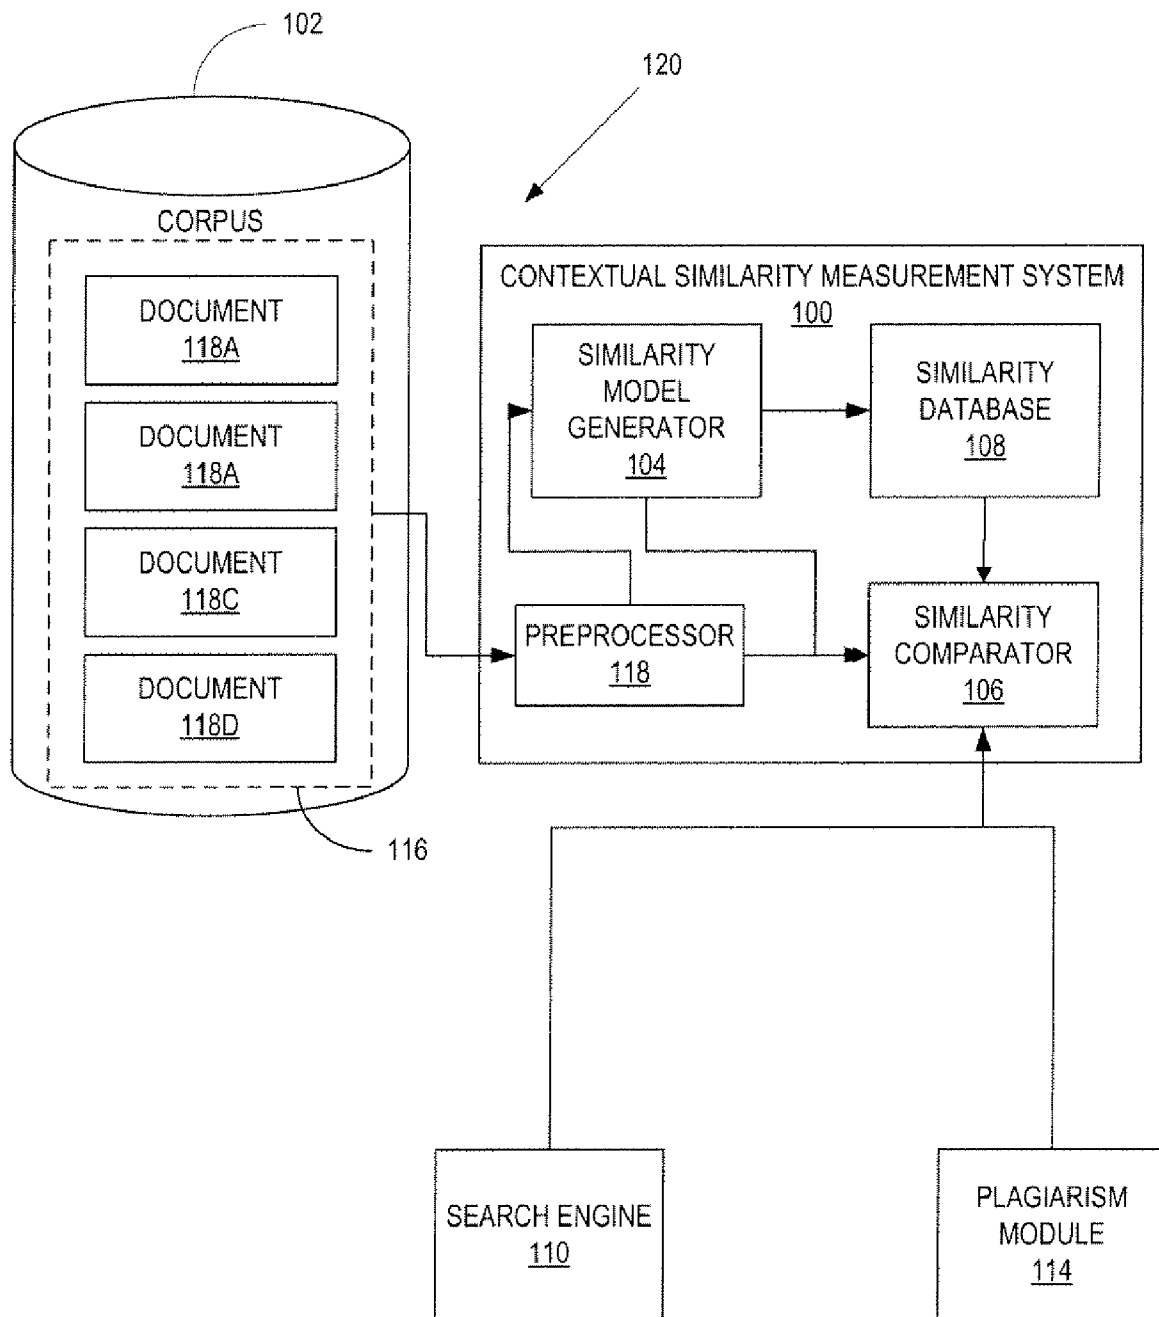 102
120
CORPUS
DOCUMENT
118A
DOCUMENT
118A
DOCUMENT
118C
DOCUMENT
118D
116
CONTEXTUAL SIMILARITY MEASUREMENT SYSTEM
100
SIMILARITY
MODEL
GENERATOR
104
SIMILARITY
DATABASE
108
PREPROCESSOR
118
SIMILARITY
COMPARATOR
106
SEARCH ENGINE
110
PLAGIARISM
MODULE
114